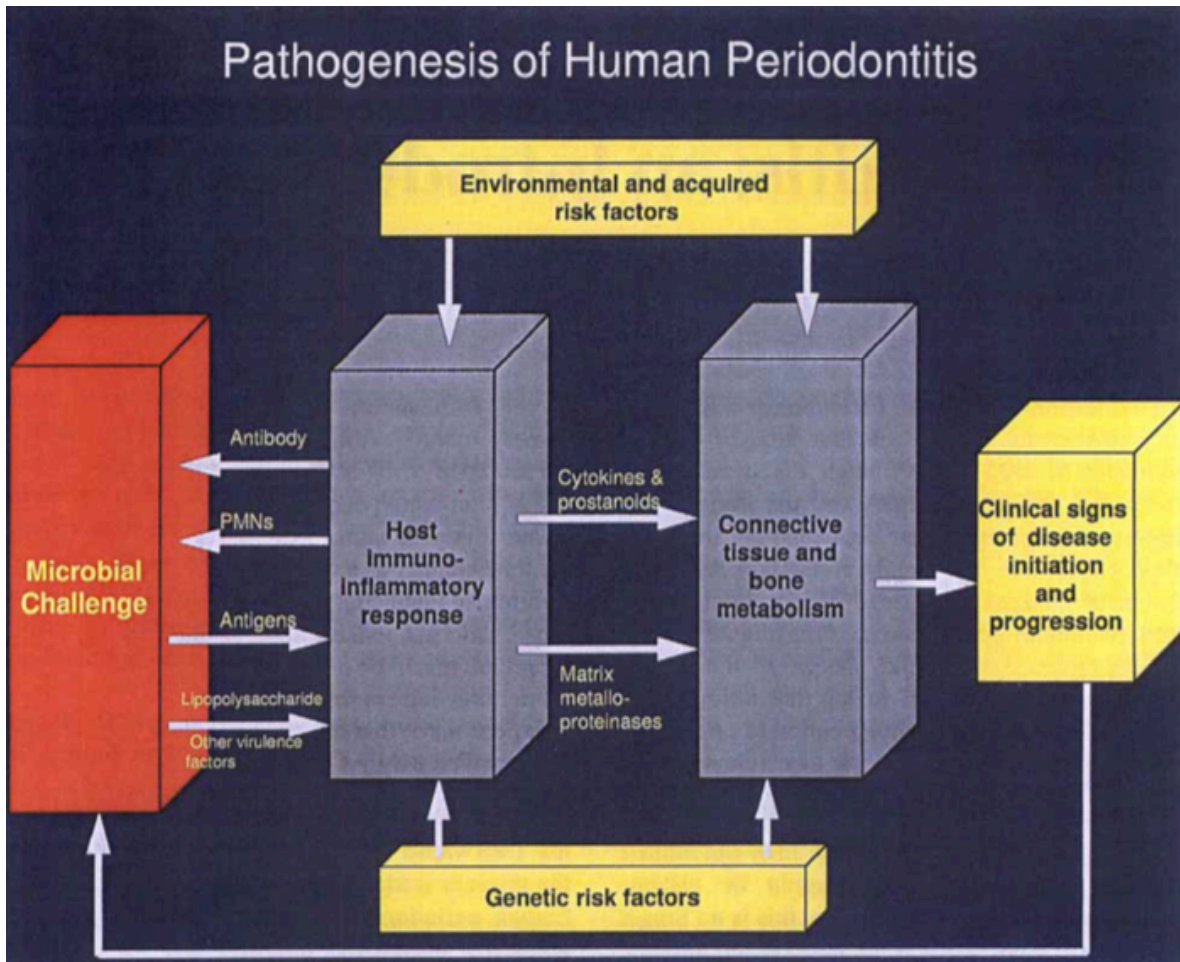 Pathogenesis of Human Periodontitis
Environmental and acquired
risk factors
Antibody
PMNs
Microbial
Challenge
Antigens
Lipopolysaccharide
Other virulence
factors
Host
Immuno-
inflammatory
response
Cytokines &
prostanoids
Matrix
metallo-
proteinases
Connective
tissue and
bone
metabolism
Clinical signs
of disease
initiation
and
progression
Genetic risk factors